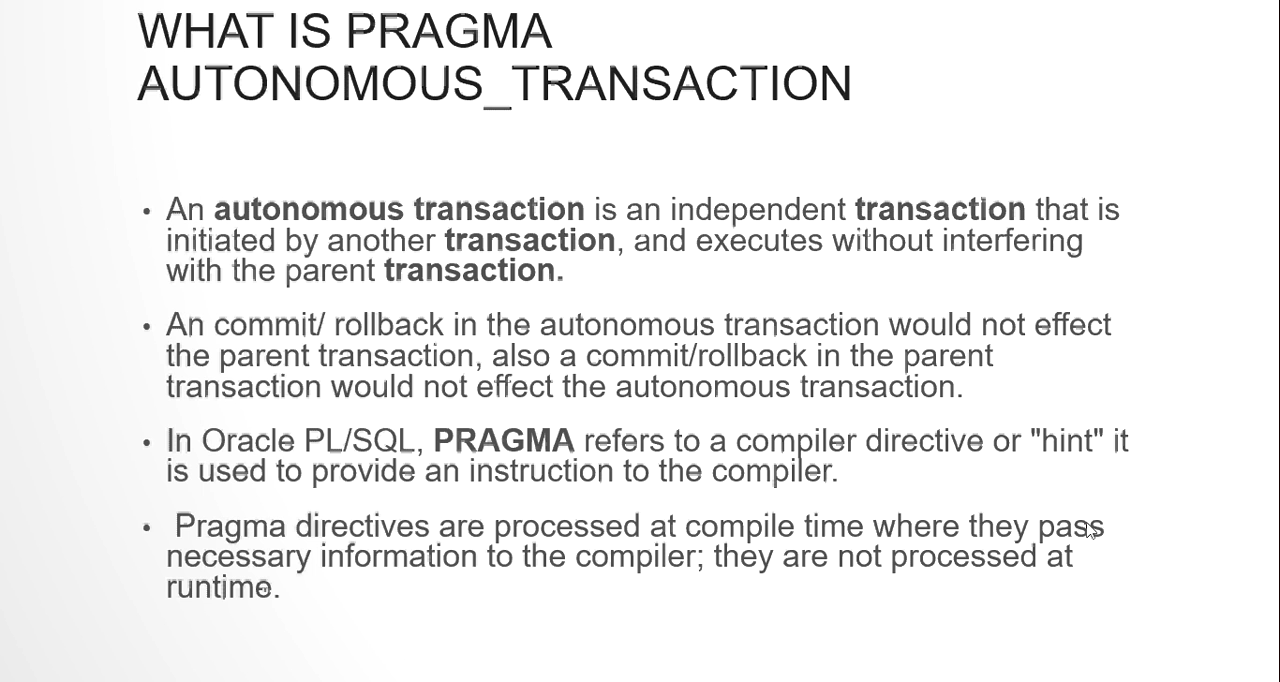 WHAT IS PRAGMA
AUTONOMOUS_TRANSACTION
• An autonomous transaction is an independent transaction that is
initiated by another transaction, and executes without interfering
with the parent transaction.
• An commit/ rollback in the autonomous transaction would not effect
the parent transaction, also a commit/rollback in the parent
transaction would not effect the autonomous transaction.
• In Oracle PL/SQL, PRAGMA refers to a compiler directive or "hint" it
is used to provide an instruction to the compiler.
• Pragma directives are processed at compile time where they pass
necessary information to the compiler; they are not processed at
runtime.